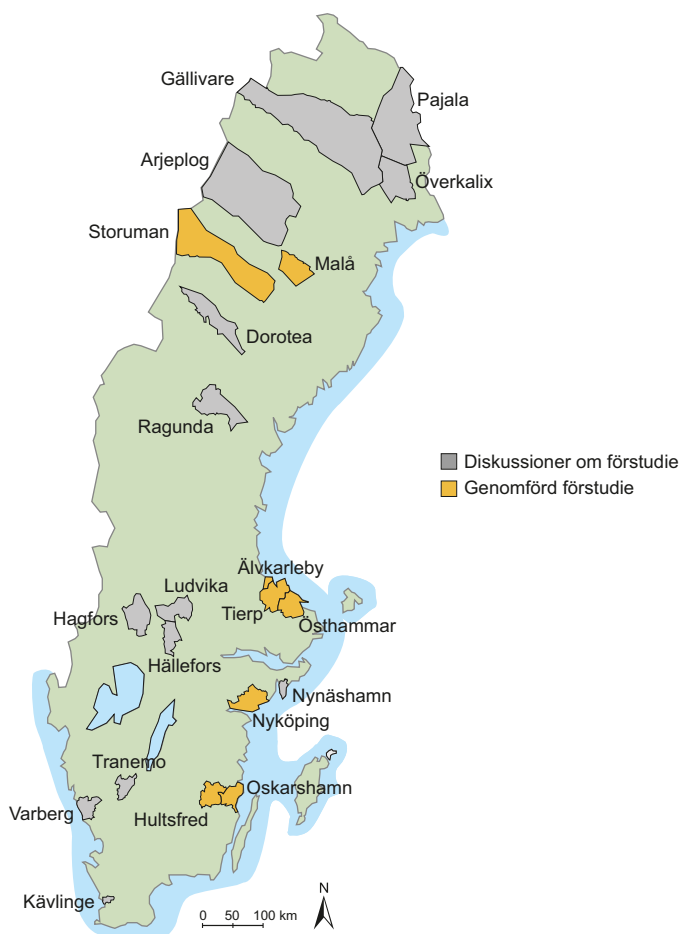 Gällivare
Pajala
Arjeplog
Överkalix
Storuman
Malå
Dorotea
Ragunda
Diskussioner om förstudie
Genomförd förstudie
Älvkarleby
Ludvika
Hagfors
Tierp
Östhammar
Hällefors
Nynäshamn
Nyköping
Tranemo
Oskarshamn
Varberg
Hultsfred
Kävlinge
N
0 50 100 km